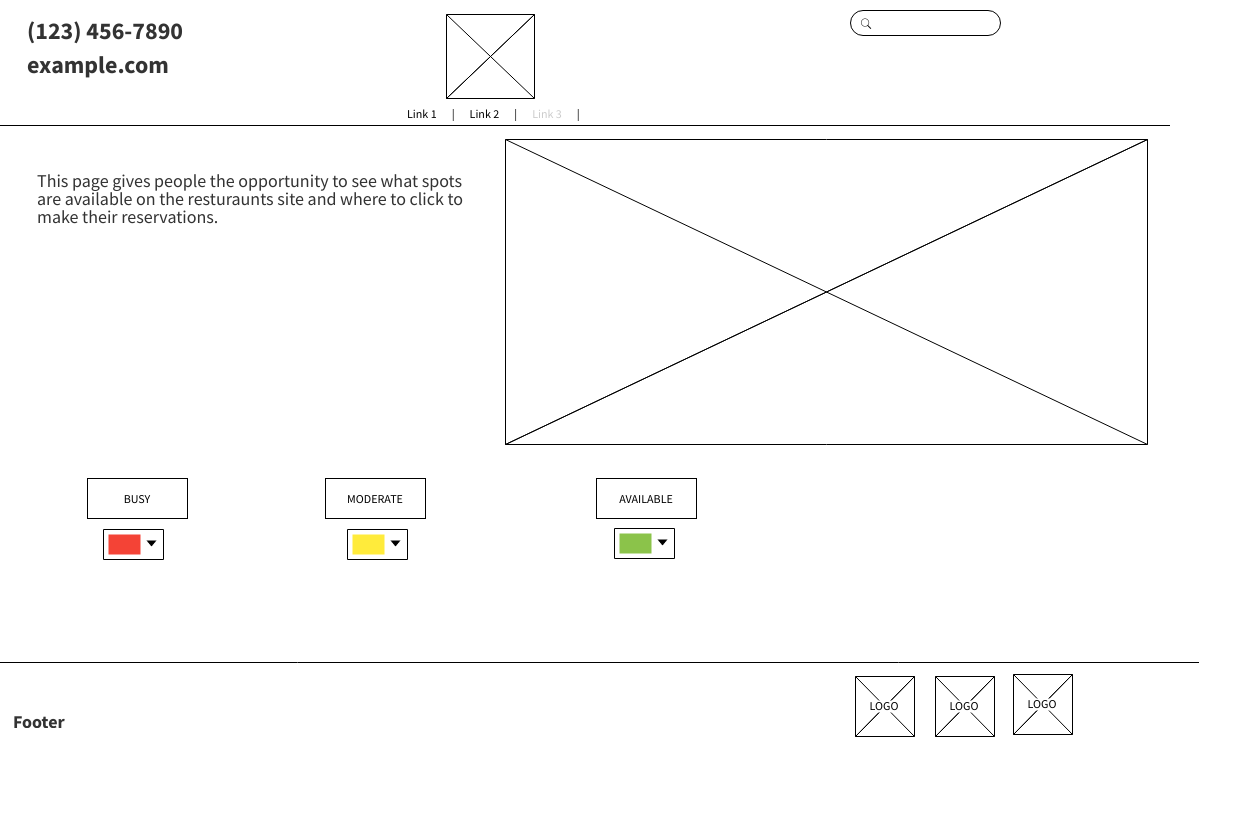 (123) 456-7890
example.com
Link 1 | Link 2 | Link 3 |
This page gives people the opportunity to see what spots
are available on the resturaunts site and where to click to
make their reservations.
BUSY
MODERATE
AVAILABLE
Footer
LOGO
LOGO
LOGO